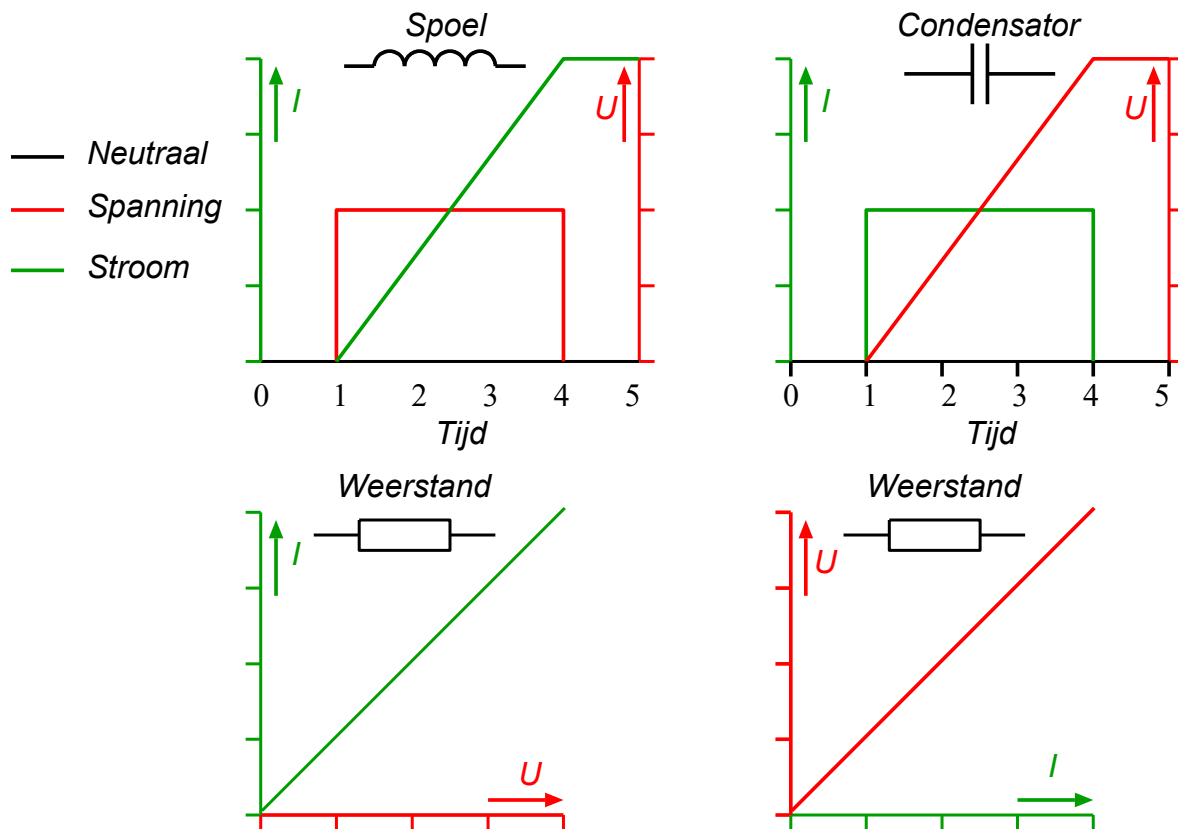 Spoel
Condensator
I
U
I
U
Neutraal
Spanning
Stroom
0 1 2 3 4 5
0 1 2 3 4 5
Tijd
Tijd
Weerstand
Weerstand
I
U
U
I